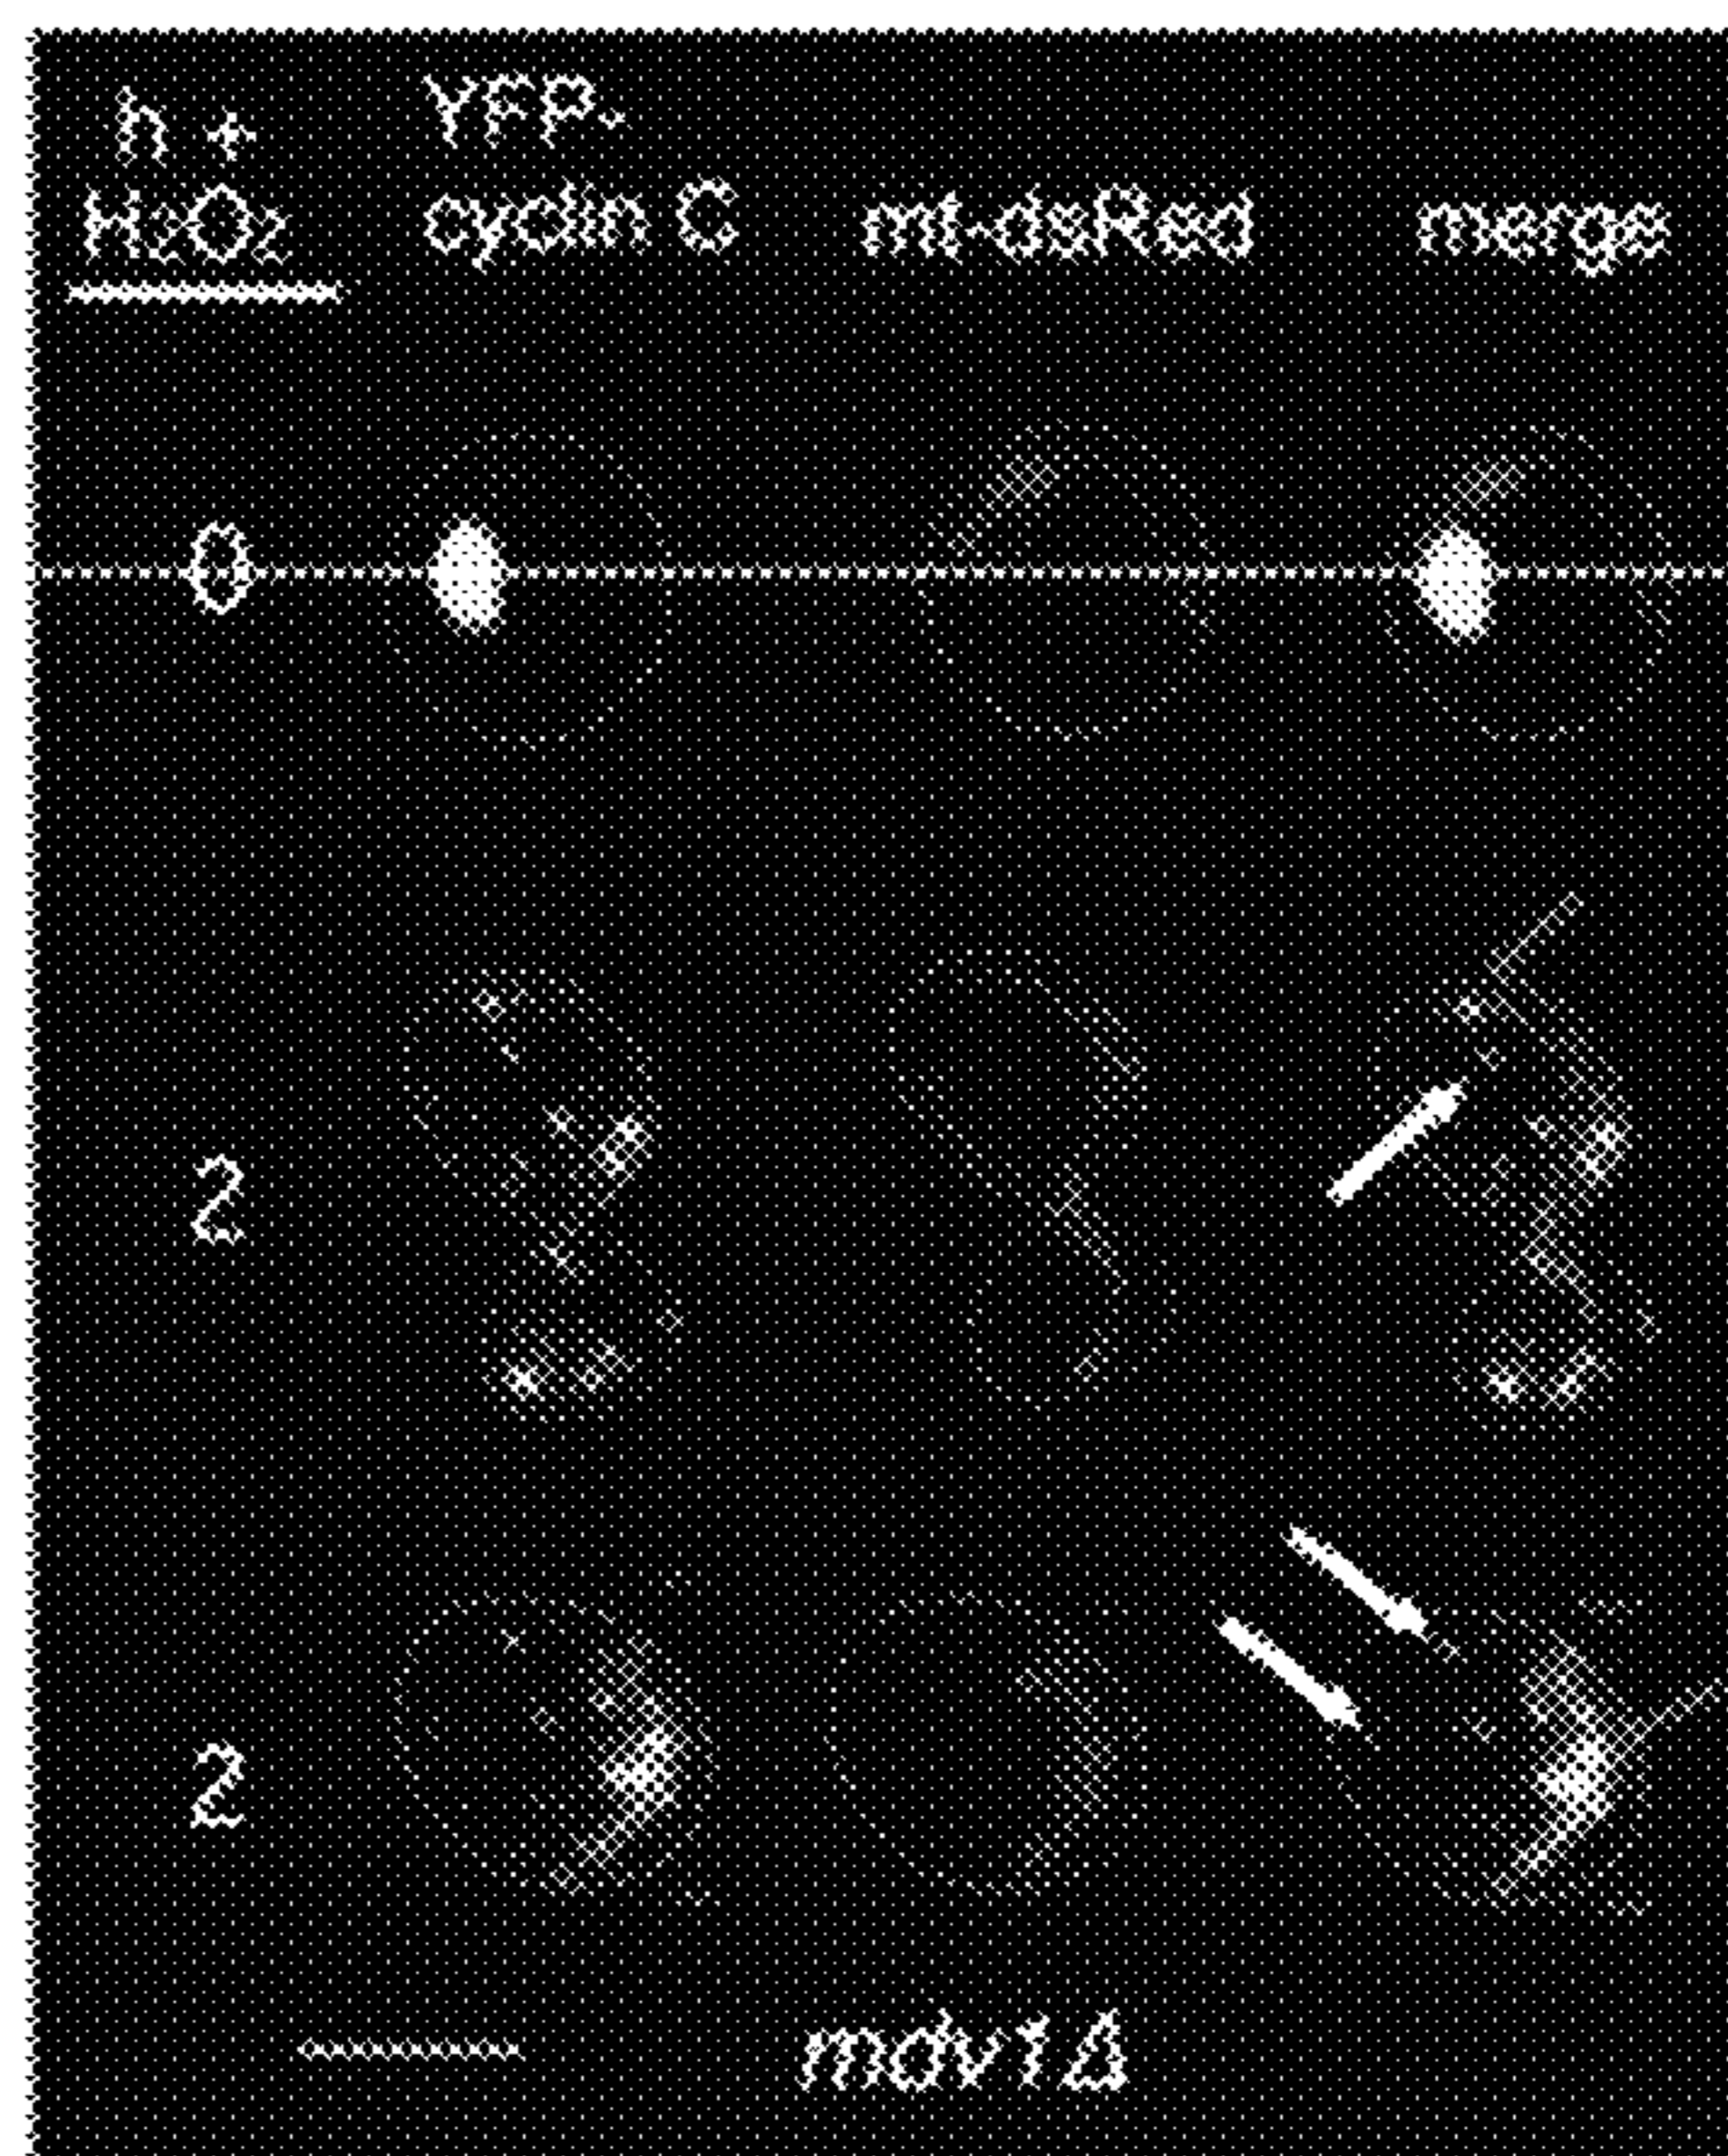 h +
H₂O₂
YFP-
cyclin C
mt-dsRed
merge
0
2
2
mdv1Δ